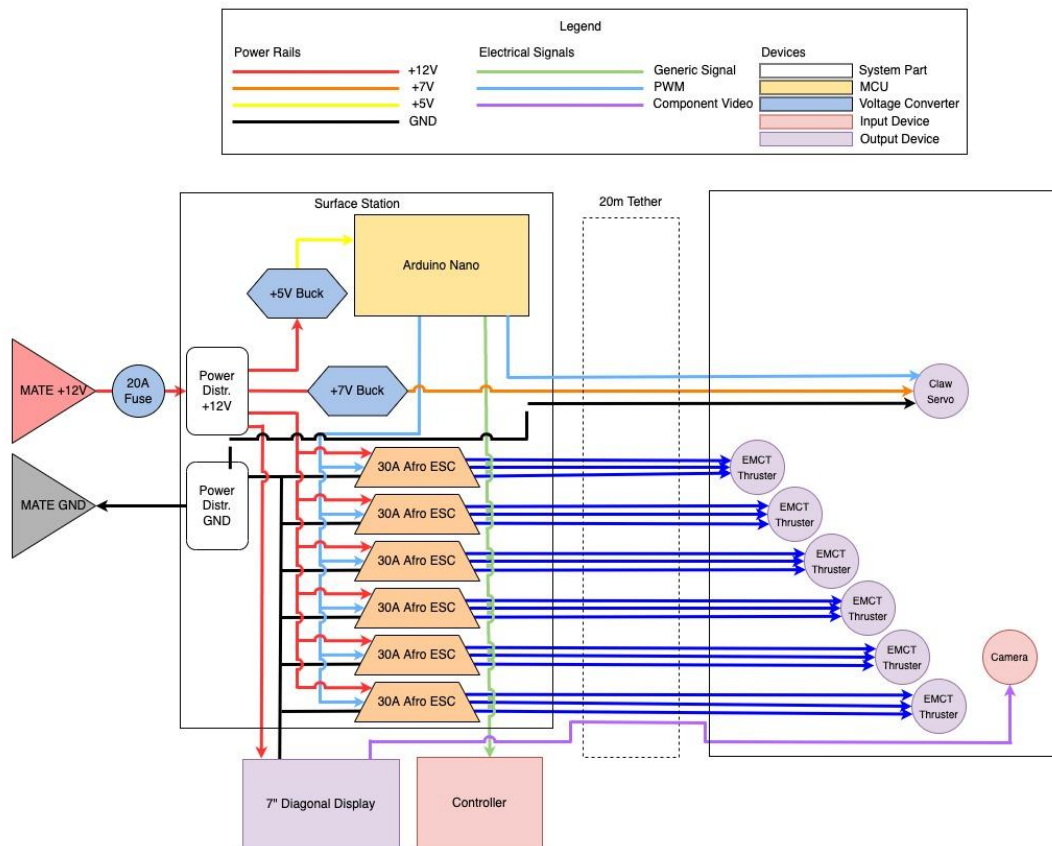 Legend
Power Rails
Electrical Signals
Devices
+12V
Generic Signal
System Part
+7V
PWM
MCU
+5V
Component Video
Voltage Converter
GND
Input Device
Output Device
Surface Station
20m Tether
Arduino Nano
+5V Buck
MATE +12V
20A
Fuse
Power
Distr.
+12V
+7V Buck
Claw
Servo
MATE GND
Power
Distr.
GND
30A Afro ESC
EMCT
Thruster
30A Afro ESC
EMCT
Thruster
30A Afro ESC
EMCT
Thruster
30A Afro ESC
EMCT
Thruster
30A Afro ESC
EMCT
Thruster
Camera
30A Afro ESC
EMCT
Thruster
7" Diagonal Display
Controller